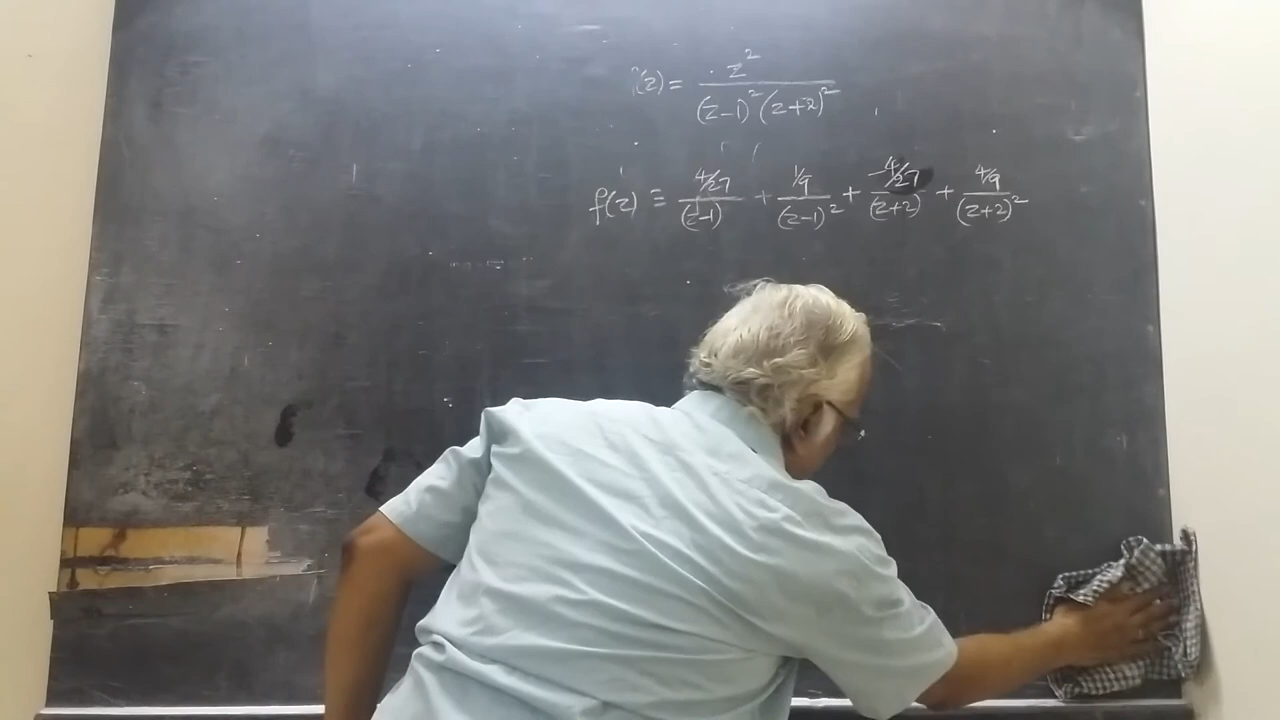 f(z) = z² / (z-1)² (z+2)²
f(z) ≡ 4/27 / (z-1) + 1/9 / (z-1)² + -4/27 / (z+2) + 4/9 / (z+2)²